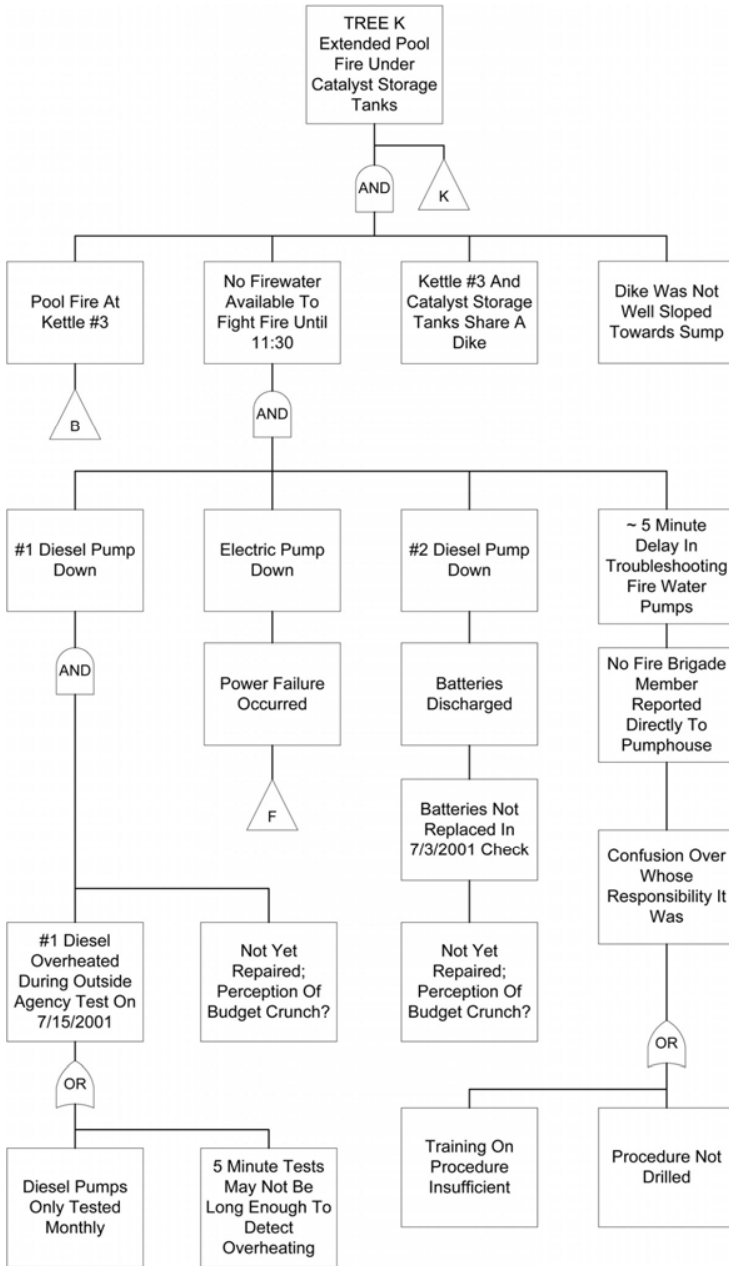 TREE K
Extended Pool
Fire Under
Catalyst Storage
Tanks
AND
K
Pool Fire At
Kettle #3
No Firewater
Available To
Fight Fire Until
11:30
Kettle #3 And
Catalyst Storage
Tanks Share A
Dike
Dike Was Not
Well Sloped
Towards Sump
B
AND
#1 Diesel Pump
Down
Electric Pump
Down
#2 Diesel Pump
Down
~ 5 Minute
Delay In
Troubleshooting
Fire Water
Pumps
AND
Power Failure
Occurred
Batteries
Discharged
No Fire Brigade
Member
Reported
Directly To
Pumphouse
F
Batteries Not
Replaced In
7/3/2001 Check
Confusion Over
Whose
Responsibility It
Was
#1 Diesel
Overheated
During Outside
Agency Test On
7/15/2001
Not Yet
Repaired;
Perception Of
Budget Crunch?
Not Yet
Repaired;
Perception Of
Budget Crunch?
OR
OR
Diesel Pumps
Only Tested
Monthly
5 Minute Tests
May Not Be
Long Enough To
Detect
Overheating
Training On
Procedure
Insufficient
Procedure Not
Drilled